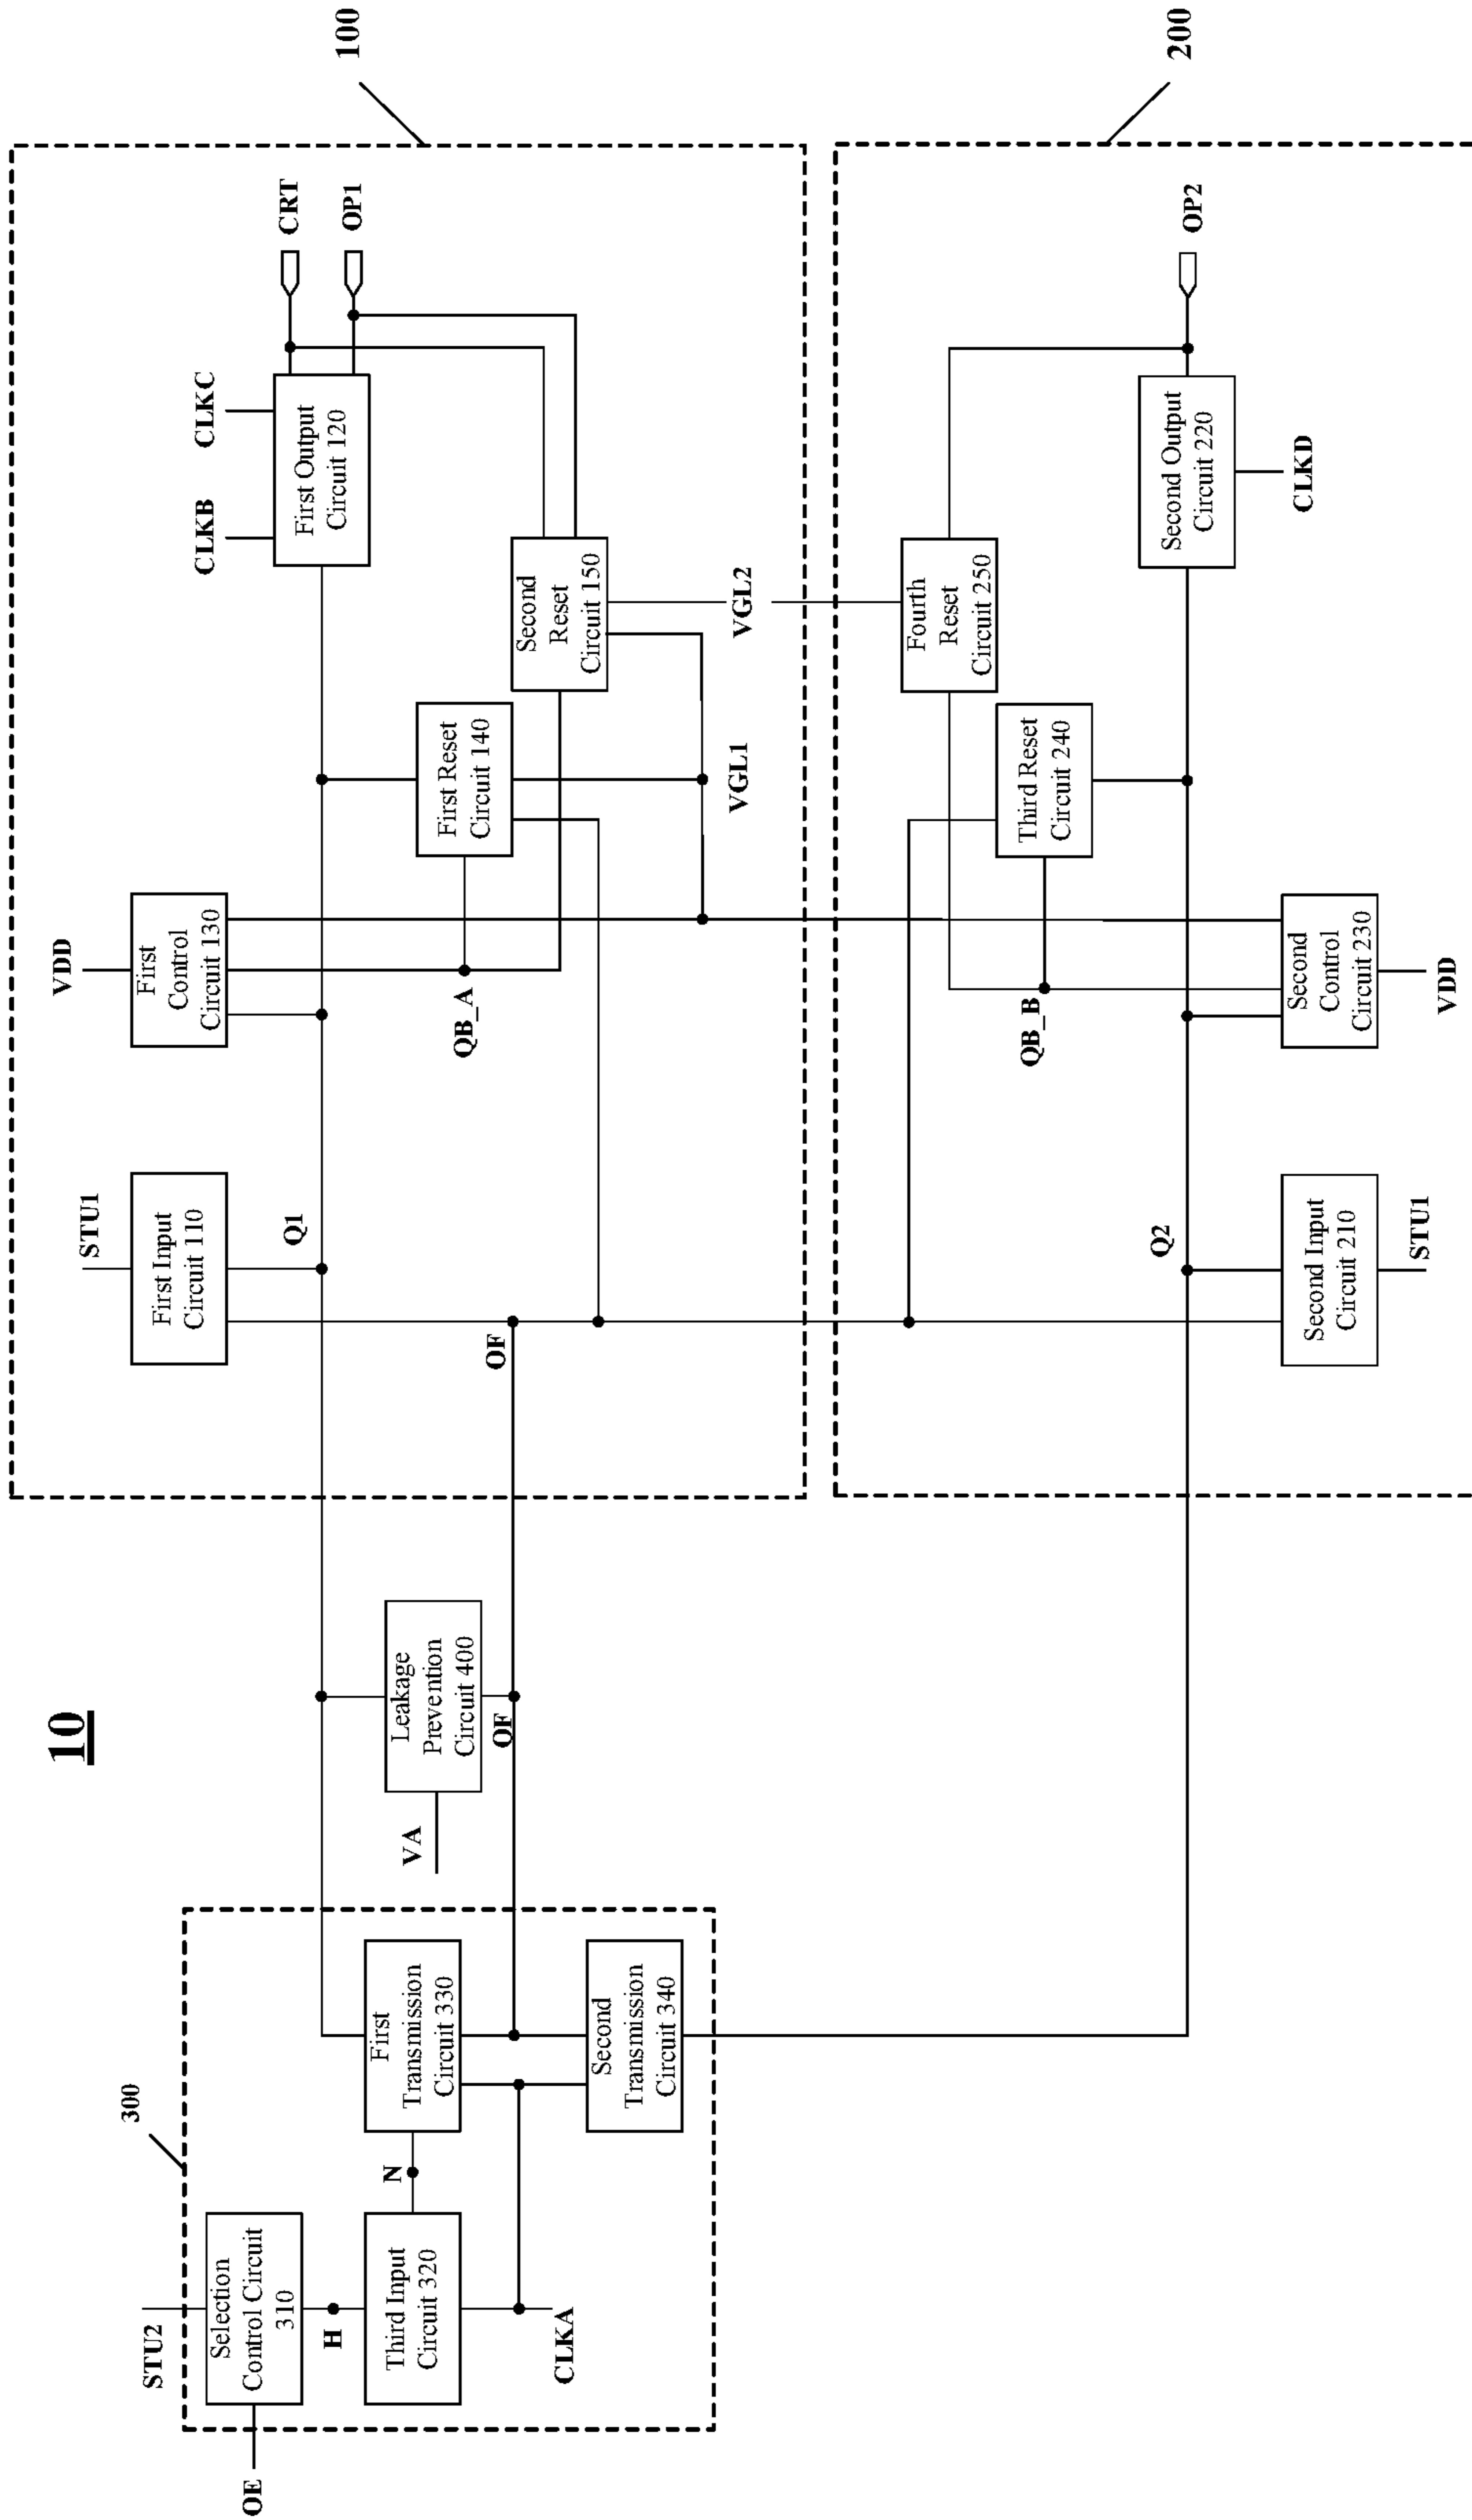 10
300
STU2
OE
Selection
Control Circuit
310
H
Third Input
Circuit 320
CLKA
N
First
Transmission
Circuit 330
Second
Transmission
Circuit 340
VA
Leakage
Prevention
Circuit 400
OF
100
STU1
First Input
Circuit 110
Q1
OF
VDD
First
Control
Circuit 130
QB_A
First Reset
Circuit 140
VGL1
Second
Reset
Circuit 150
VGL2
CLKB
CLKC
First Output
Circuit 120
CRT
OP1
200
Q2
Second Input
Circuit 210
STU1
QB_B
Second
Control
Circuit 230
VDD
Third Reset
Circuit 240
Fourth
Reset
Circuit 250
Second Output
Circuit 220
CLKD
OP2